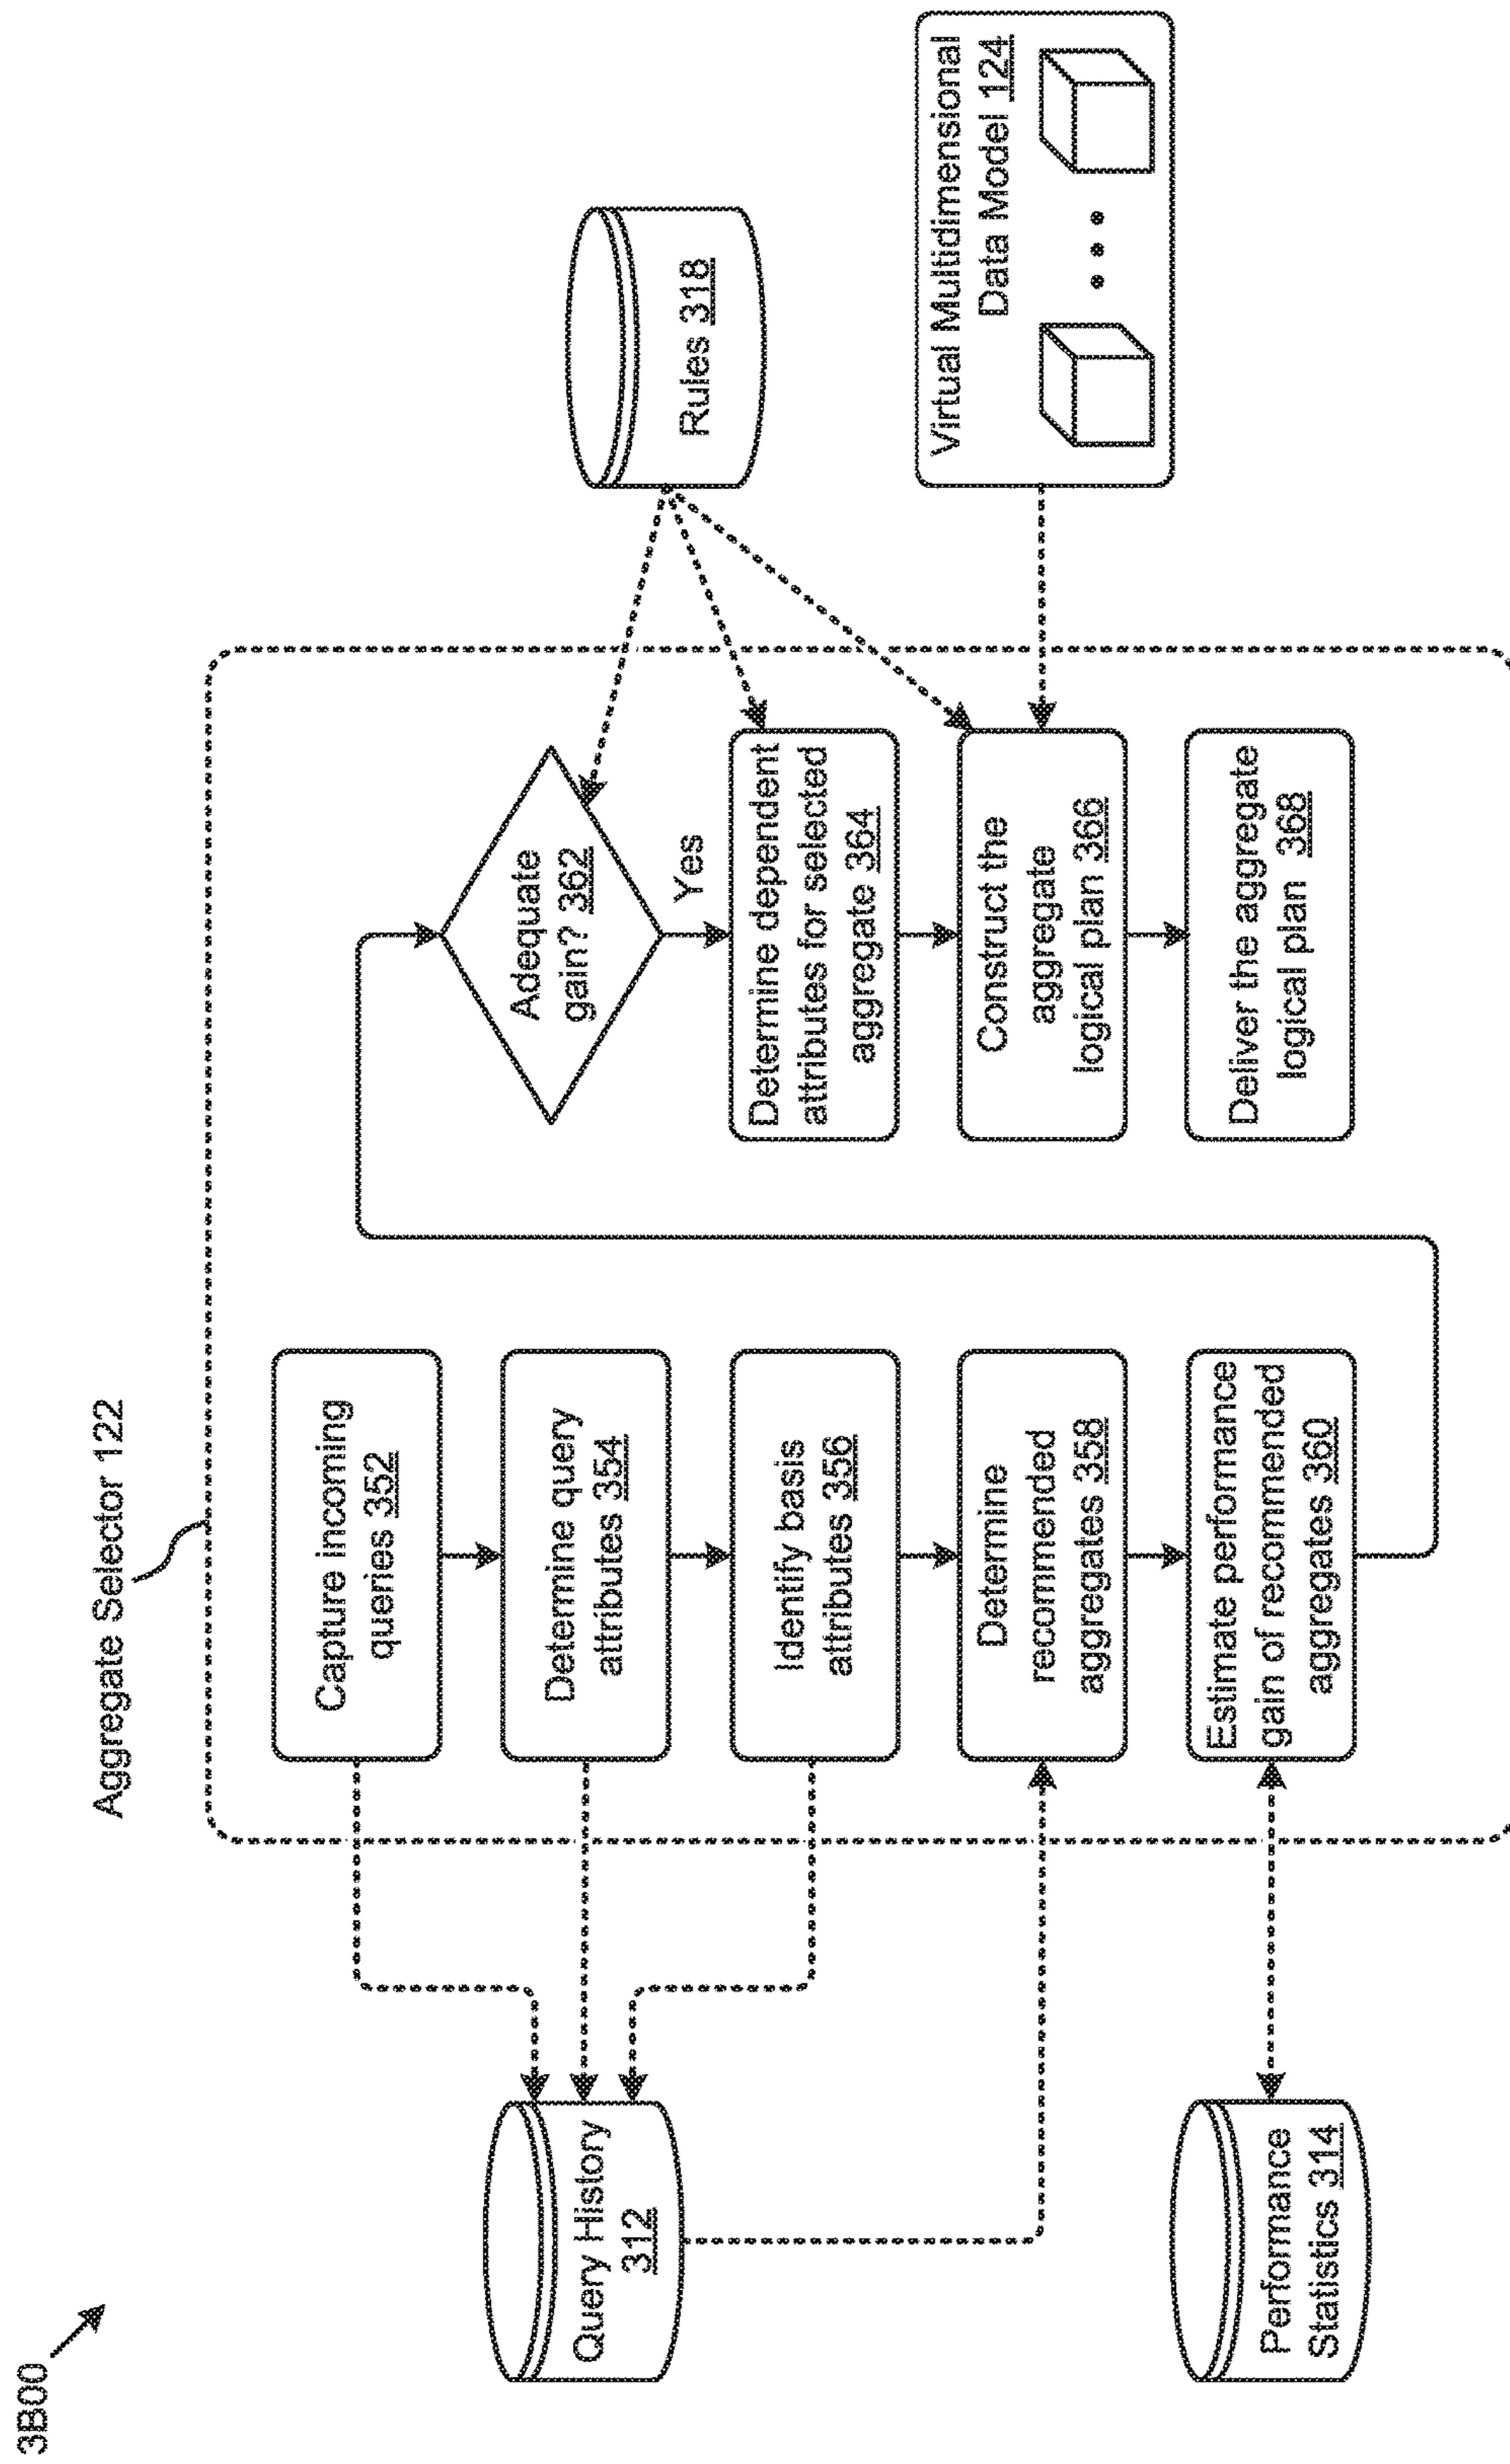 3B00
Aggregate Selector 122
Query History
312
Performance
Statistics 314
Capture incoming
queries 352
Determine query
attributes 354
Identify basis
attributes 356
Determine
recommended
aggregates 358
Estimate performance
gain of recommended
aggregates 360
Adequate
gain? 362
Yes
Determine dependent
attributes for selected
aggregate 364
Construct the
aggregate
logical plan 366
Deliver the aggregate
logical plan 368
Rules 318
Virtual Multidimensional
Data Model 124